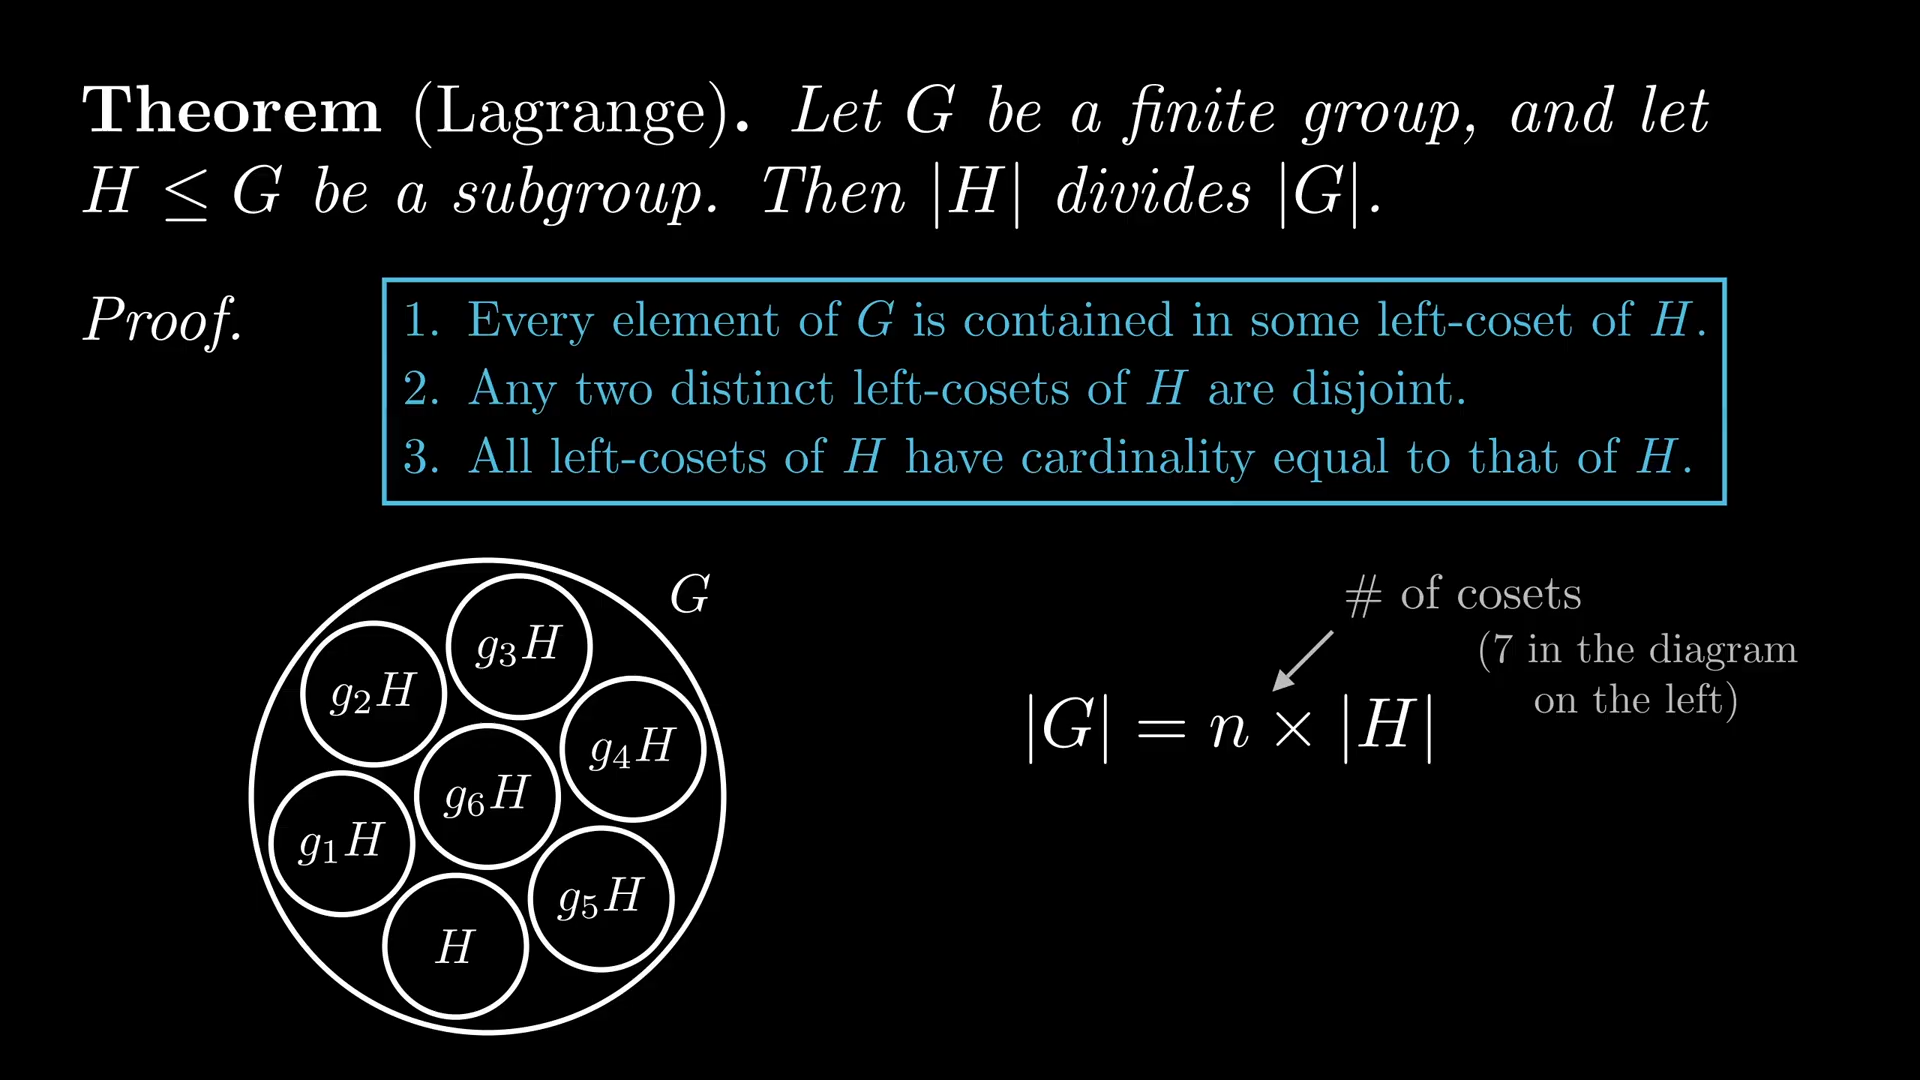 Theorem (Lagrange). Let G be a finite group, and let
H ≤ G be a subgroup. Then |H| divides |G|.
Proof.
1. Every element of G is contained in some left-coset of H.
2. Any two distinct left-cosets of H are disjoint.
3. All left-cosets of H have cardinality equal to that of H.
G
g₃H
g₂H
g₄H
g₆H
g₁H
g₅H
H
# of cosets
(7 in the diagram
on the left)
|G| = n × |H|